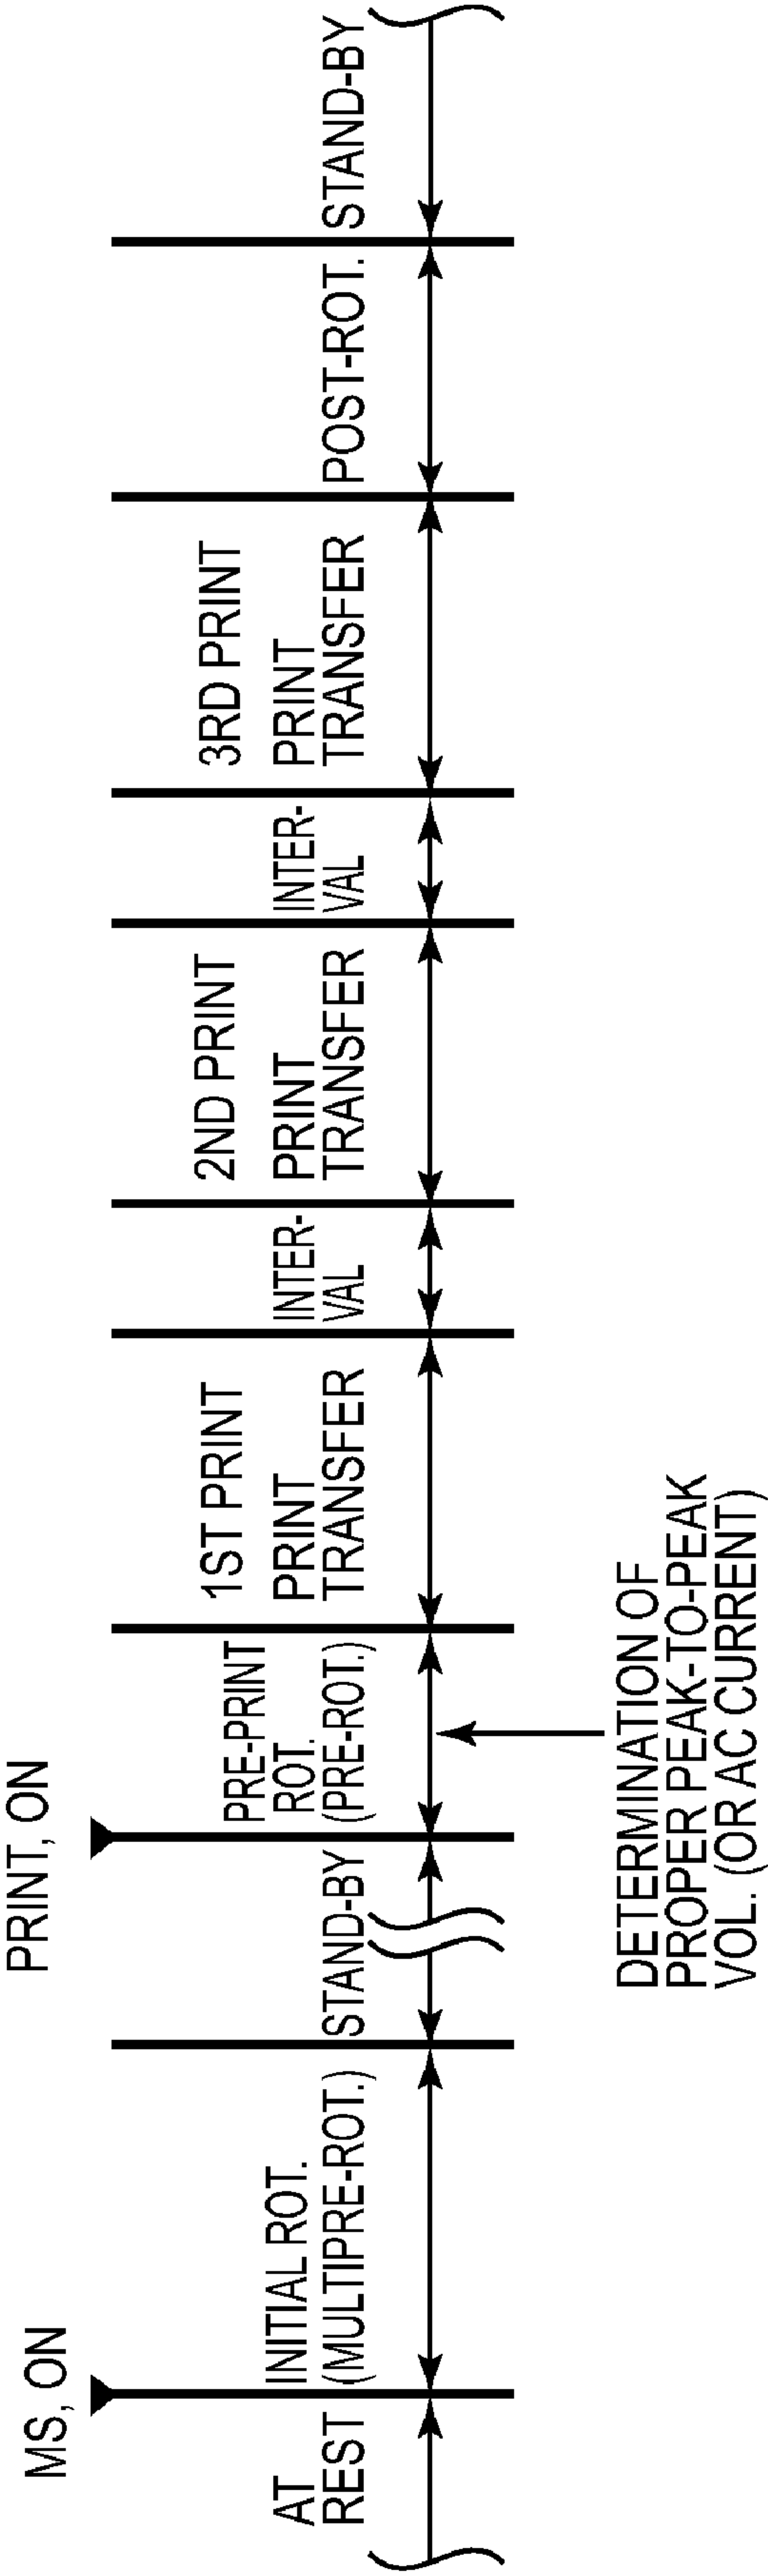 MS, ON
PRINT, ON
AT
REST
INITIAL ROT.
(MULTIPRE-ROT.)
STAND-BY
PRE-PRINT
ROT.
(PRE-ROT.)
1ST PRINT
PRINT
TRANSFER
INTER-
VAL
2ND PRINT
PRINT
TRANSFER
INTER-
VAL
3RD PRINT
PRINT
TRANSFER
POST-ROT.
STAND-BY
DETERMINATION OF
PROPER PEAK-TO-PEAK
VOL. (OR AC CURRENT)